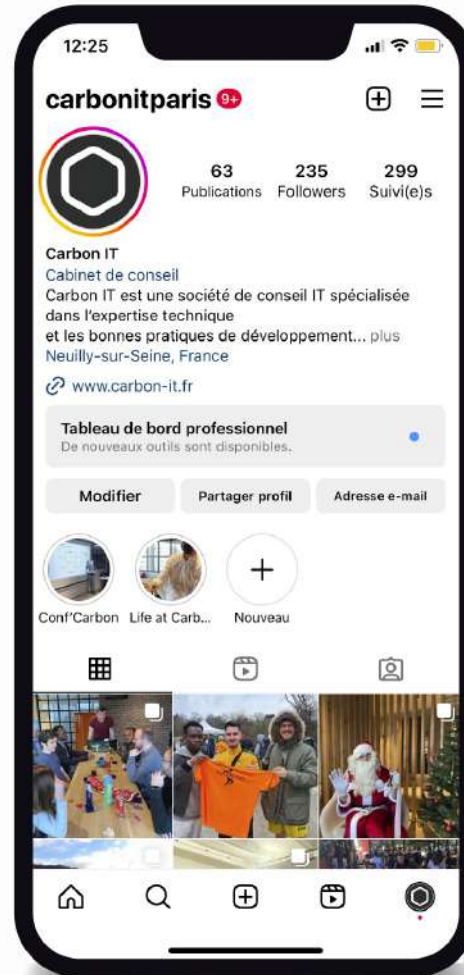 12:25
carbonitparis 9+
63 235 299
Publications Followers Suivi(e)s
Carbon IT
Cabinet de conseil
Carbon IT est une société de conseil IT spécialisée
dans l'expertise technique
et les bonnes pratiques de développement... plus
Neuilly-sur-Seine, France
www.carbon-it.fr
Tableau de bord professionnel
De nouveaux outils sont disponibles.
Modifier Partager profil Adresse e-mail
Conf'Carbon Life at Carb... Nouveau